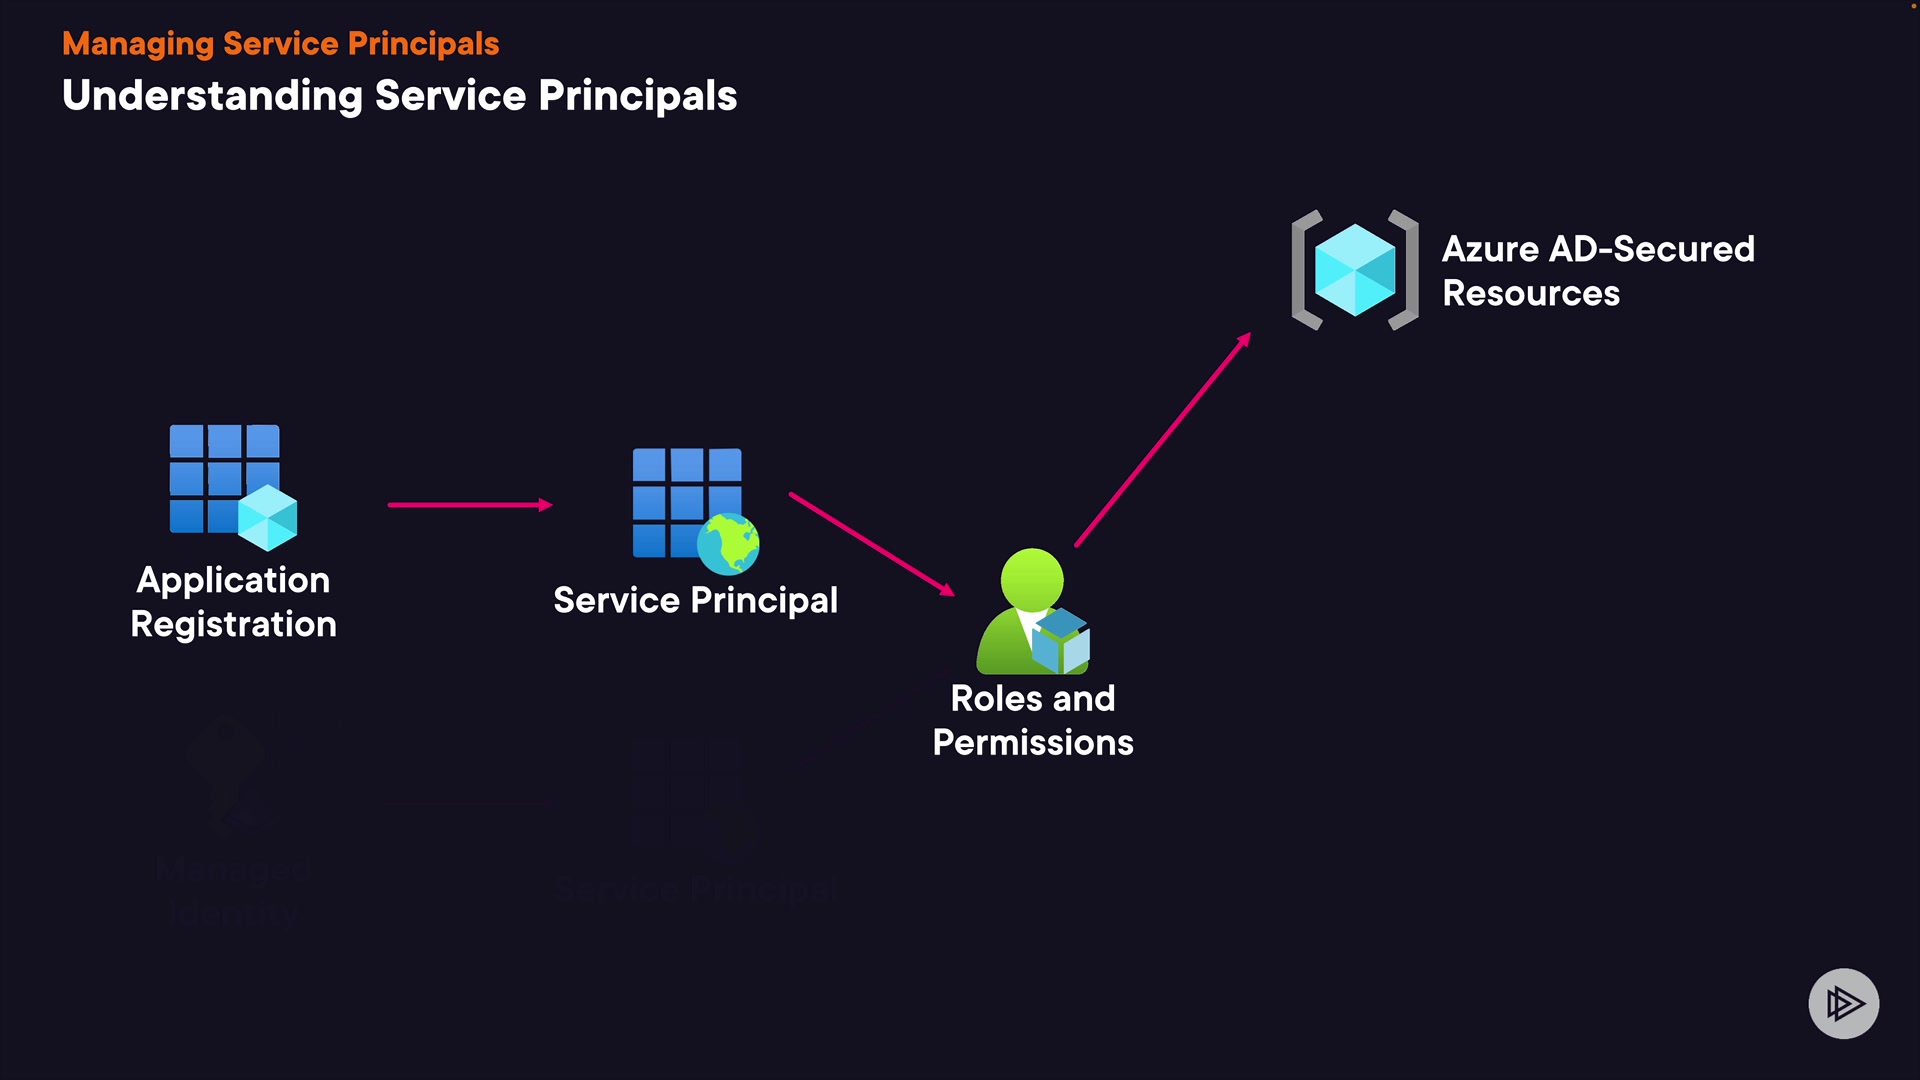 Managing Service Principals
Understanding Service Principals
Azure AD-Secured
Resources
Application
Registration
Service Principal
Roles and
Permissions
Managed
Identity
Service Principal